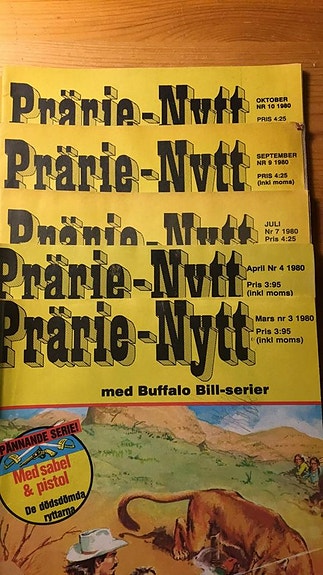 Prärie-Nytt
OKTOBER
NR 10 1980
PRIS 4:25
Prärie-Nytt
SEPTEMBER
NR 9 1980
PRIS 4:25
(inkl moms)
Prärie-Nytt
JULI
Nr 7 1980
Pris 4:25
Prärie-Nytt
April Nr 4 1980
Pris 3:95
(inkl moms)
Prärie-Nytt
Mars nr 3 1980
Pris 3:95
(inkl moms)
med Buffalo Bill-serier
SPÄNNANDE SERIE!
Med sabel
& pistol
De dödsdömda
ryttarna